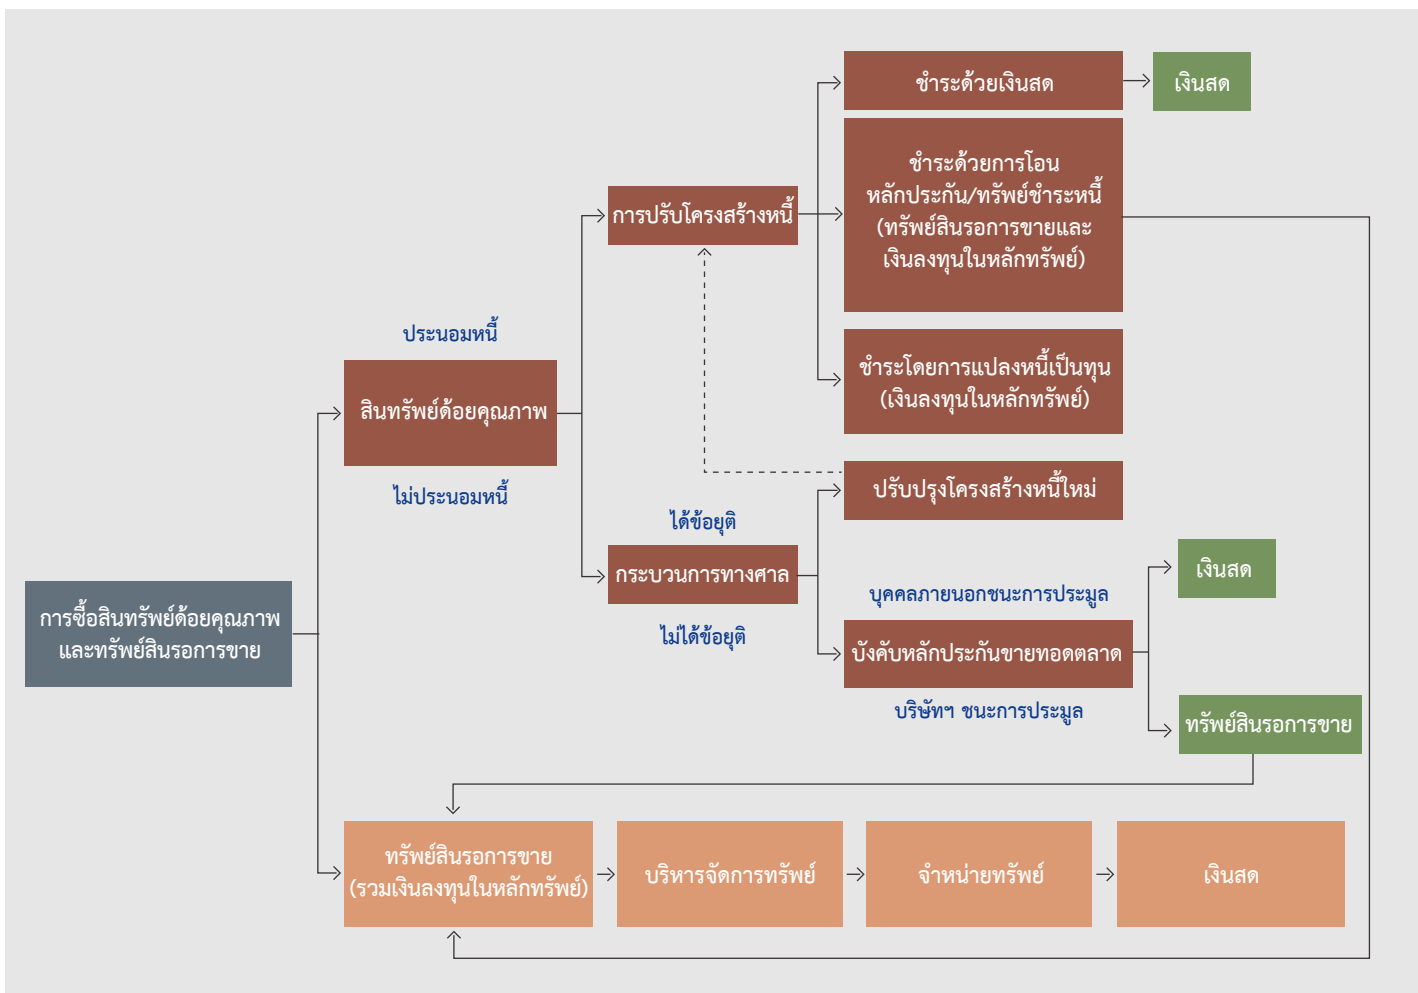 ชำระด้วยเงินสด
เงินสด
ชำระด้วยการโอน
หลักประกัน/ทรัพย์ชำระหนี้
(ทรัพย์สินรอการขายและ
เงินลงทุนในหลักทรัพย์)
การปรับโครงสร้างหนี้
ประนอมหนี้
ชำระโดยการแปลงหนี้เป็นทุน
(เงินลงทุนในหลักทรัพย์)
สินทรัพย์ด้อยคุณภาพ
ไม่ประนอมหนี้
ปรับปรุงโครงสร้างหนี้ใหม่
ได้ข้อยุติ
กระบวนการทางศาล
ไม่ได้ข้อยุติ
เงินสด
บุคคลภายนอกชนะการประมูล
บังคับหลักประกันขายทอดตลาด
บริษัทฯ ชนะการประมูล
ทรัพย์สินรอการขาย
การซื้อสินทรัพย์ด้อยคุณภาพ
และทรัพย์สินรอการขาย
ทรัพย์สินรอการขาย
(รวมเงินลงทุนในหลักทรัพย์)
บริหารจัดการทรัพย์
จำหน่ายทรัพย์
เงินสด